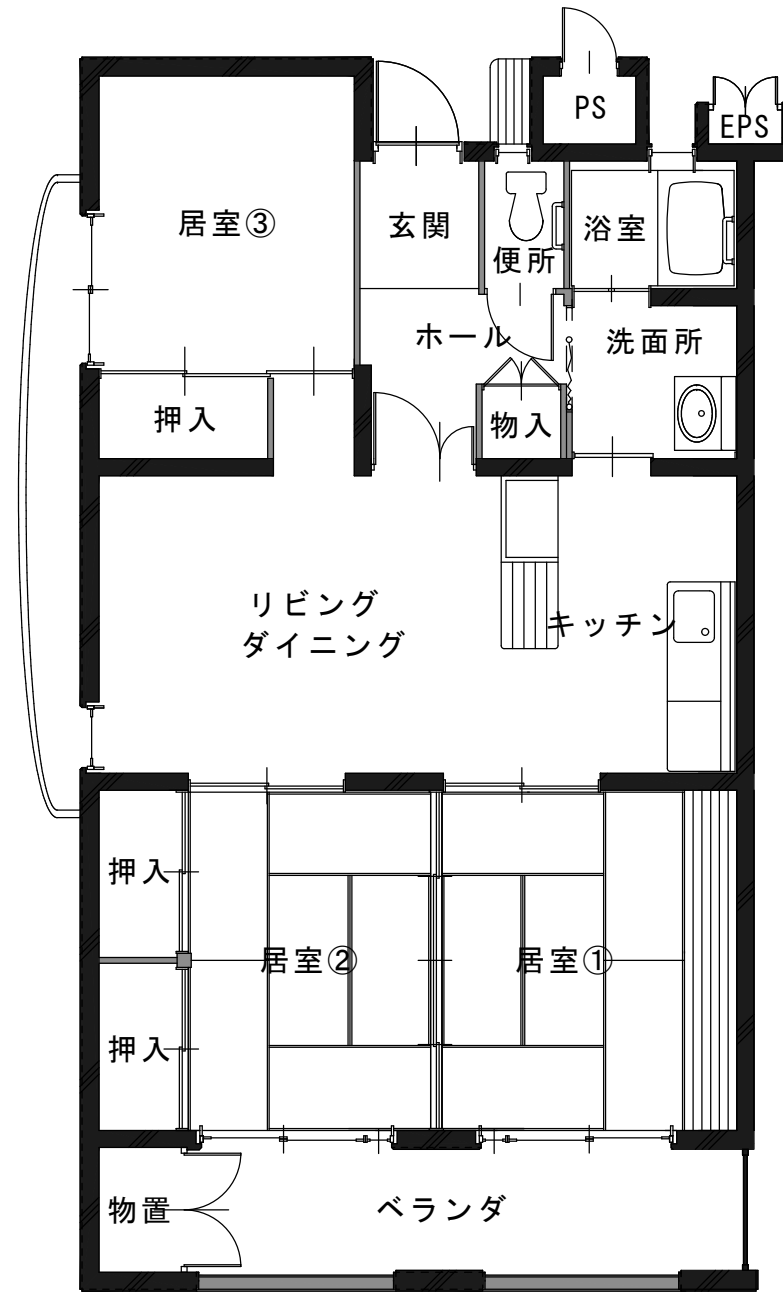 PS
EPS
居室③
玄関
便所
浴室
ホール
洗面所
押入
物入
リビング
ダイニング
キッチン
押入
居室②
居室①
押入
物置
ベランダ